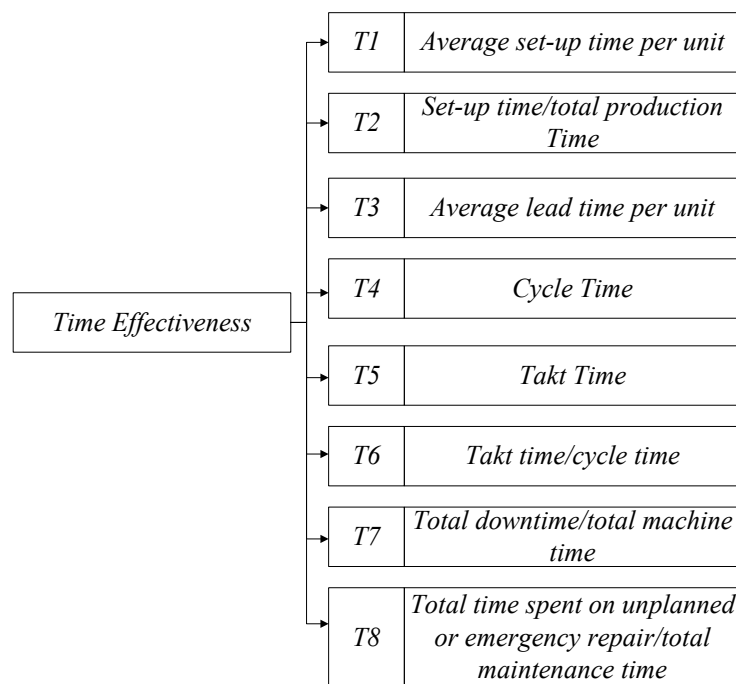 T1
Average set-up time per unit
T2
Set-up time/total production
Time
T3
Average lead time per unit
T4
Cycle Time
Time Effectiveness
T5
Takt Time
T6
Takt time/cycle time
T7
Total downtime/total machine
time
T8
Total time spent on unplanned
or emergency repair/total
maintenance time